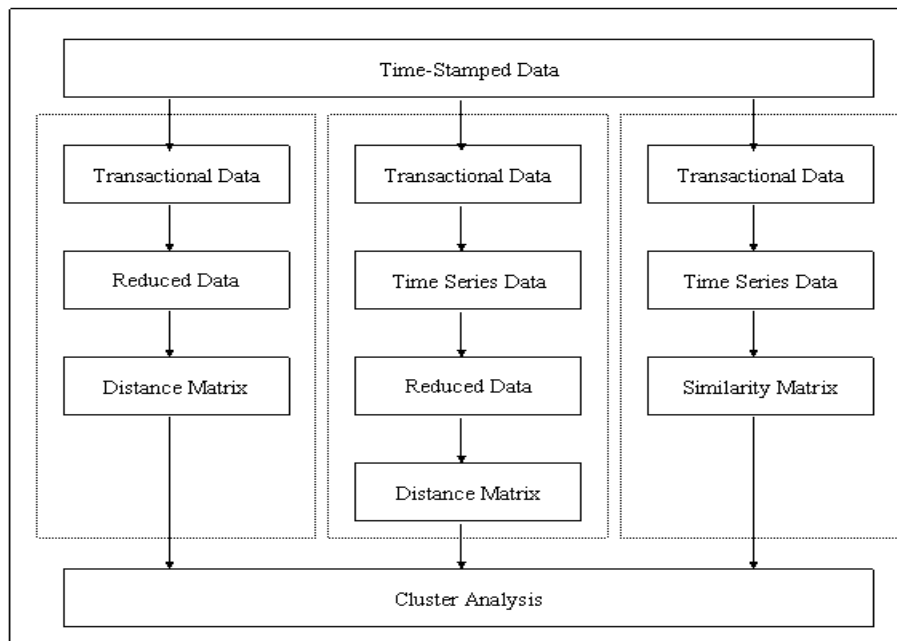 Time-Stamped Data
Transactional Data
Reduced Data
Distance Matrix
Transactional Data
Time Series Data
Reduced Data
Distance Matrix
Transactional Data
Time Series Data
Similarity Matrix
Cluster Analysis